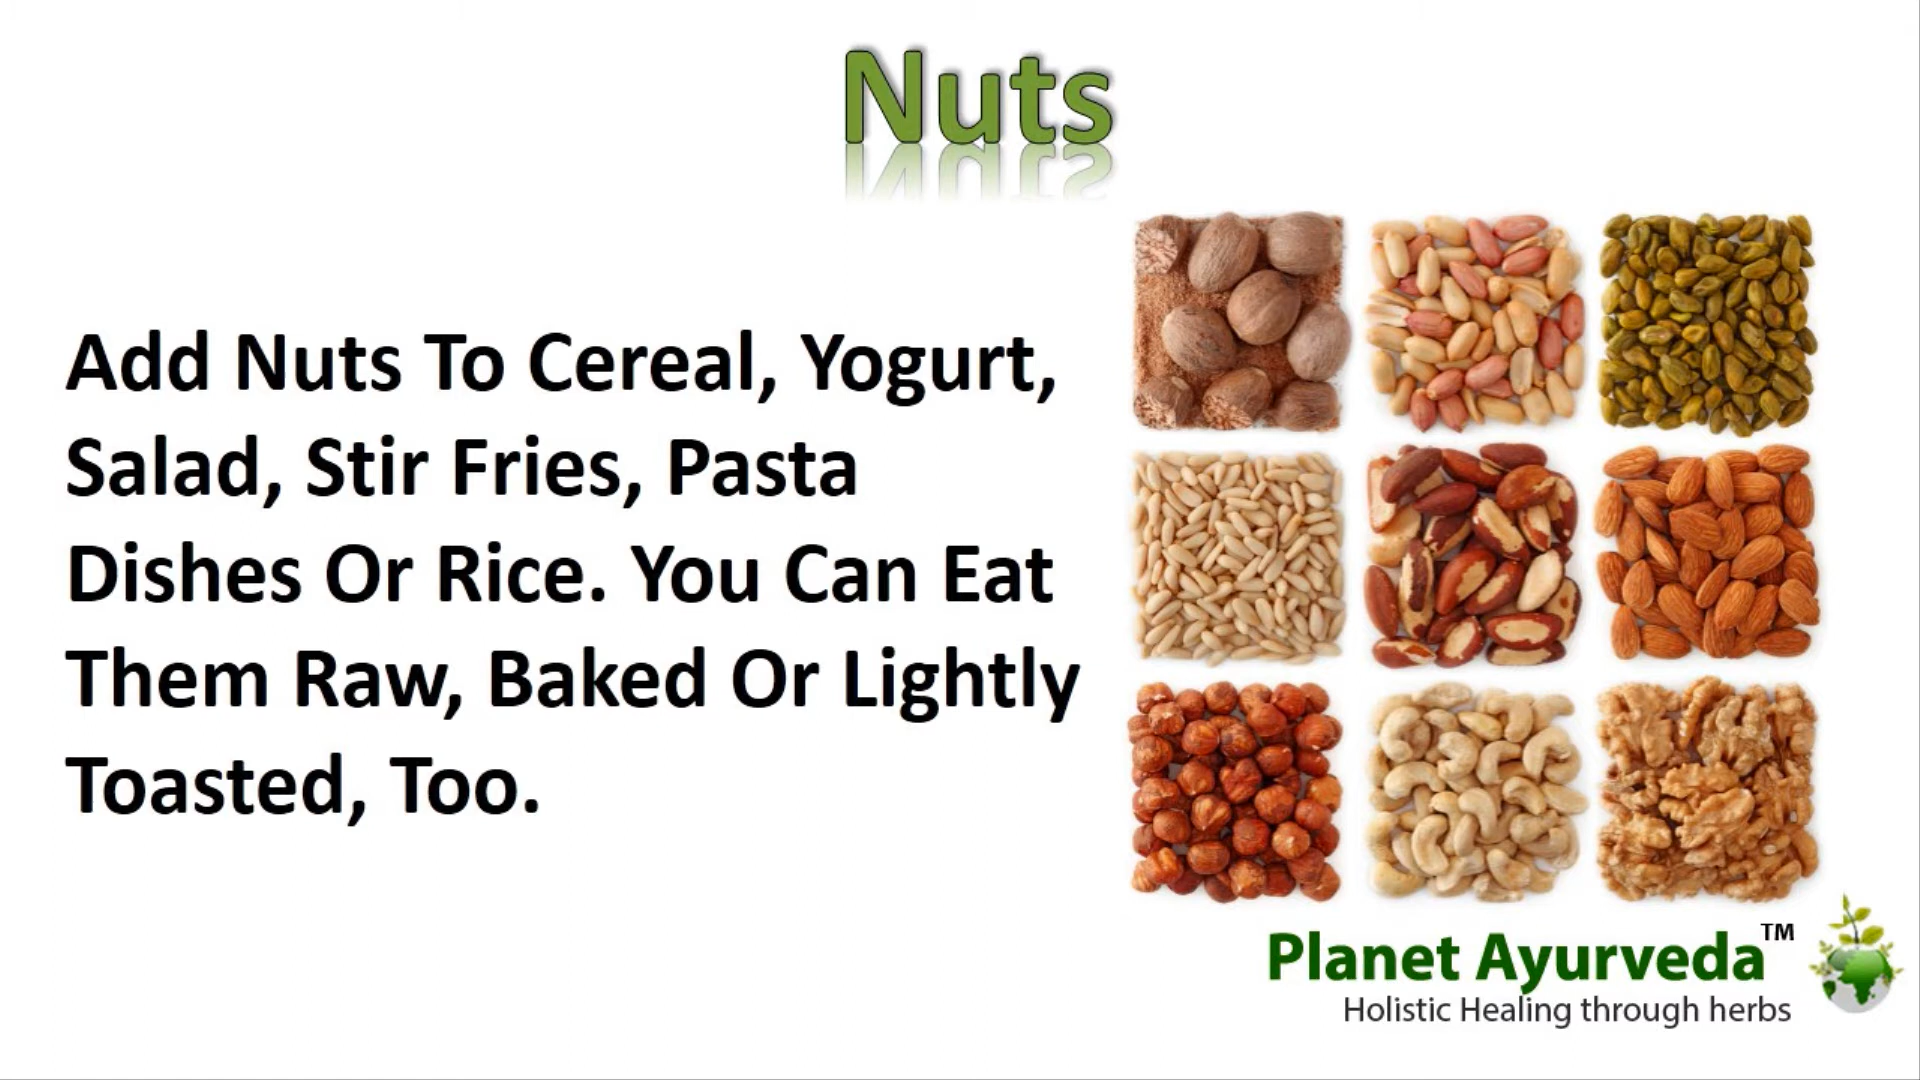 Nuts
Add Nuts To Cereal, Yogurt,
Salad, Stir Fries, Pasta
Dishes Or Rice. You Can Eat
Them Raw, Baked Or Lightly
Toasted, Too.
Planet Ayurveda™
Holistic Healing through herbs